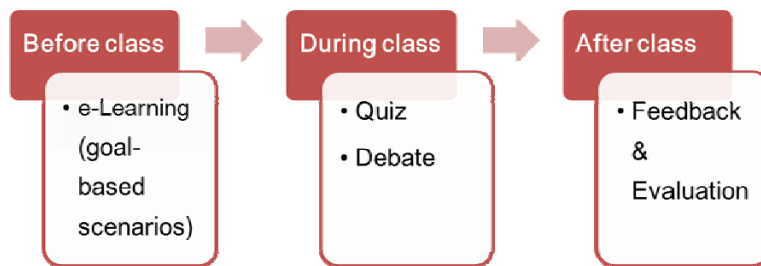 Before class
During class
After class
• e-Learning
(goal-
based
scenarios)
• Quiz
• Debate
• Feedback
&
Evaluation